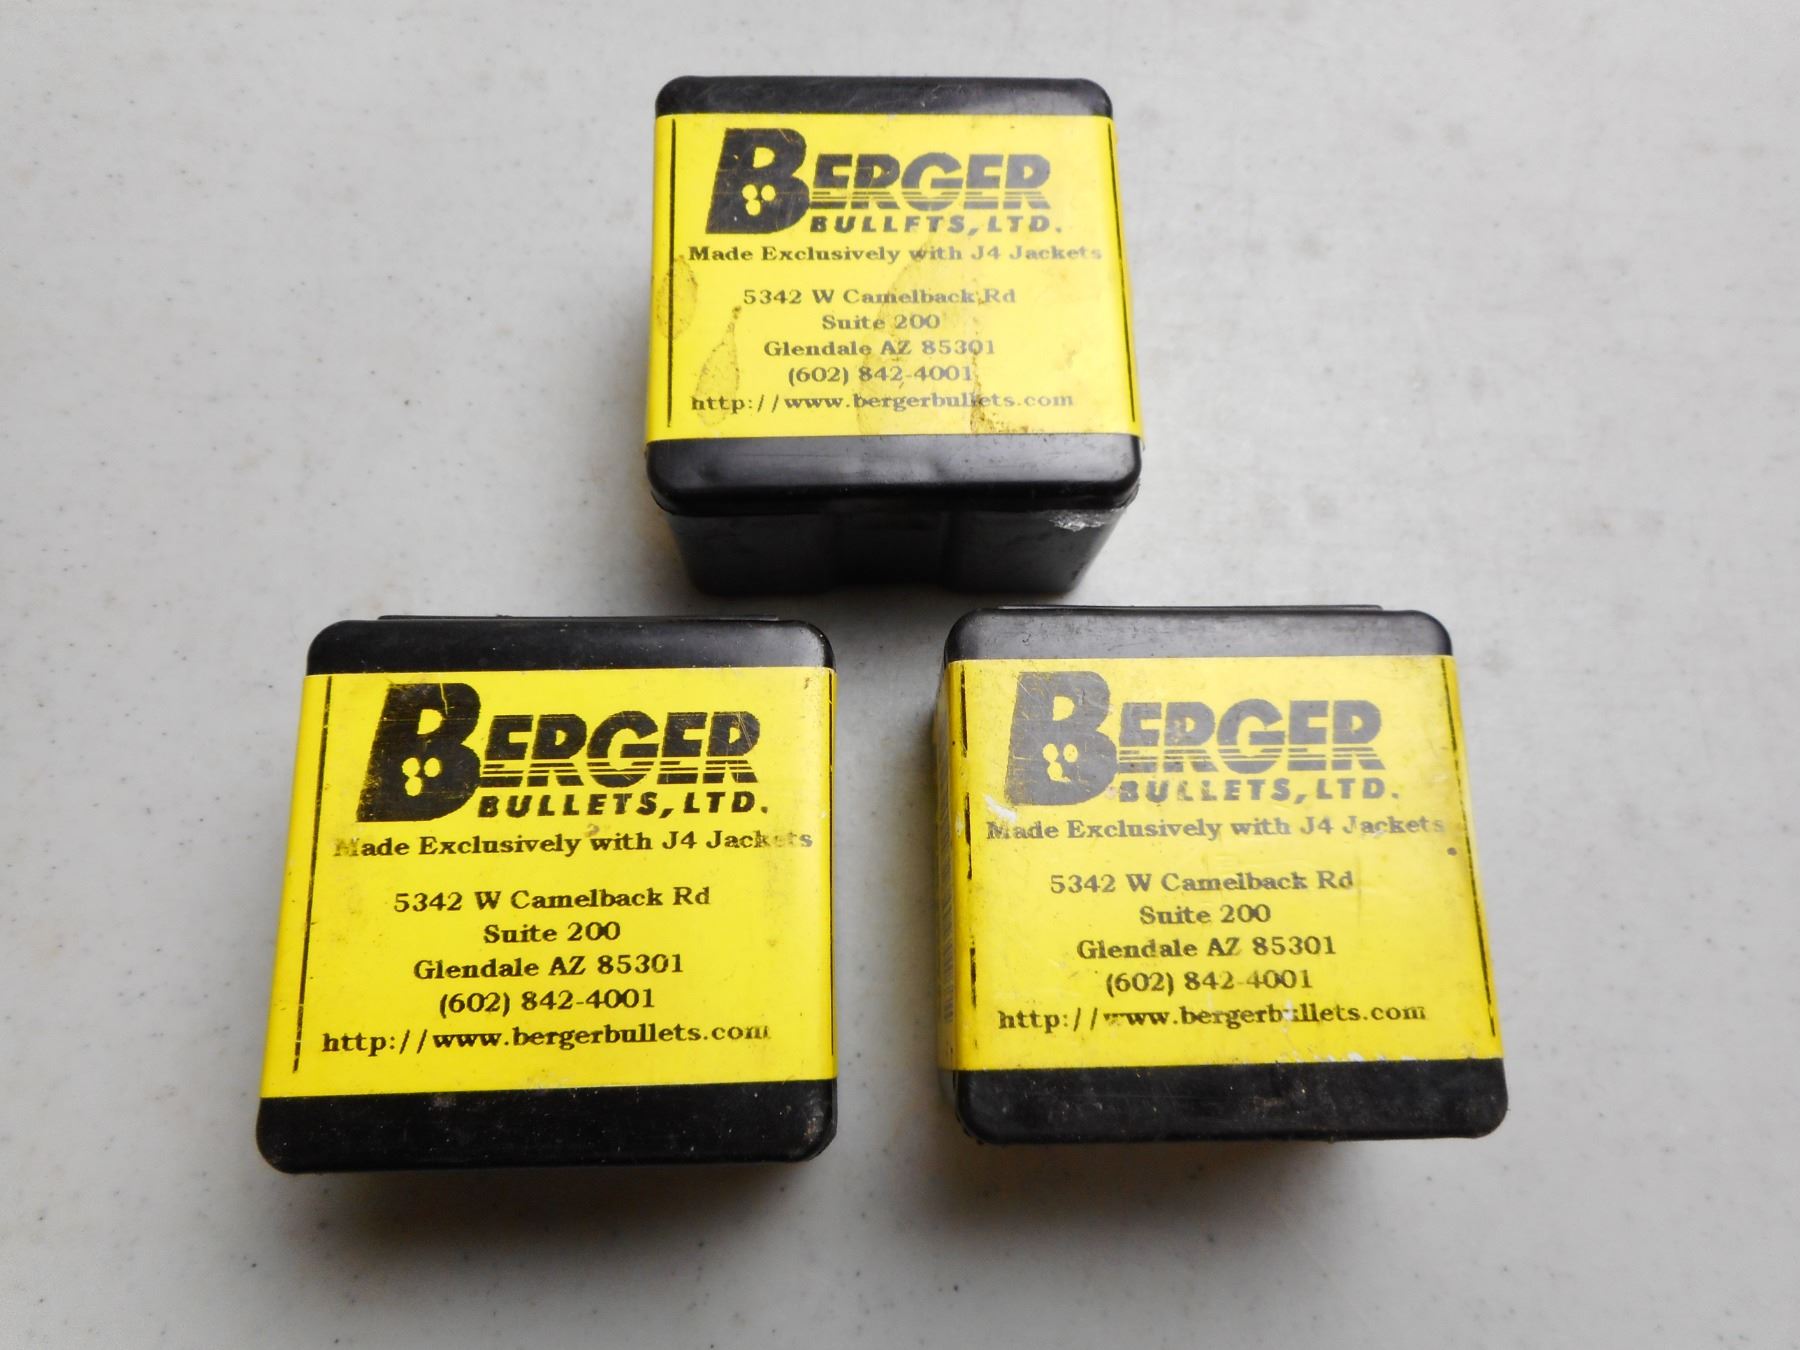 BERGER
BULLETS, LTD.
Made Exclusively with J4 Jackets
5342 W Camelback Rd
Suite 200
Glendale AZ 85301
(602) 842-4001
http://www.bergerbullets.com
BERGER
BULLETS, LTD.
Made Exclusively with J4 Jackets
5342 W Camelback Rd
Suite 200
Glendale AZ 85301
(602) 842-4001
http://www.bergerbullets.com
BERGER
BULLETS, LTD.
Made Exclusively with J4 Jackets
5342 W Camelback Rd
Suite 200
Glendale AZ 85301
(602) 842-4001
http://www.bergerbullets.com